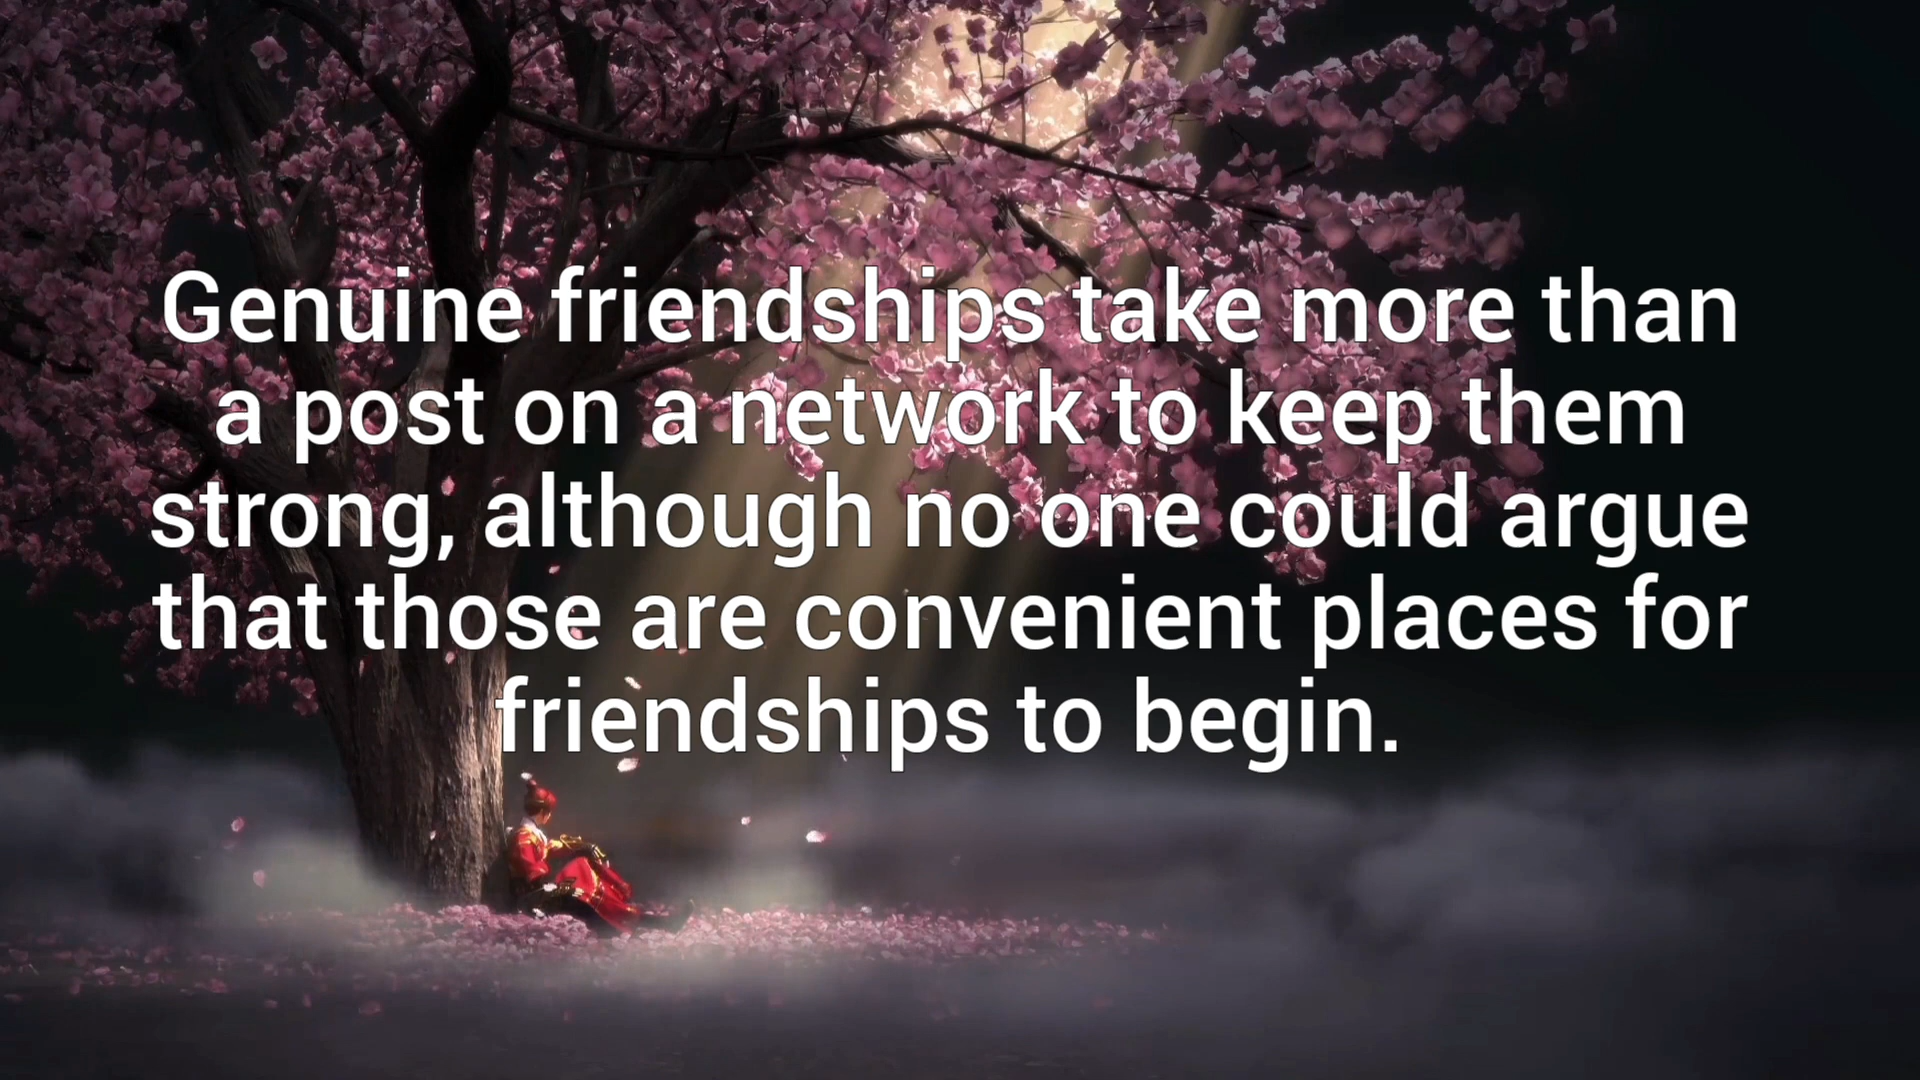 Genuine friendships take more than
a post on a network to keep them
strong, although no one could argue
that those are convenient places for
friendships to begin.